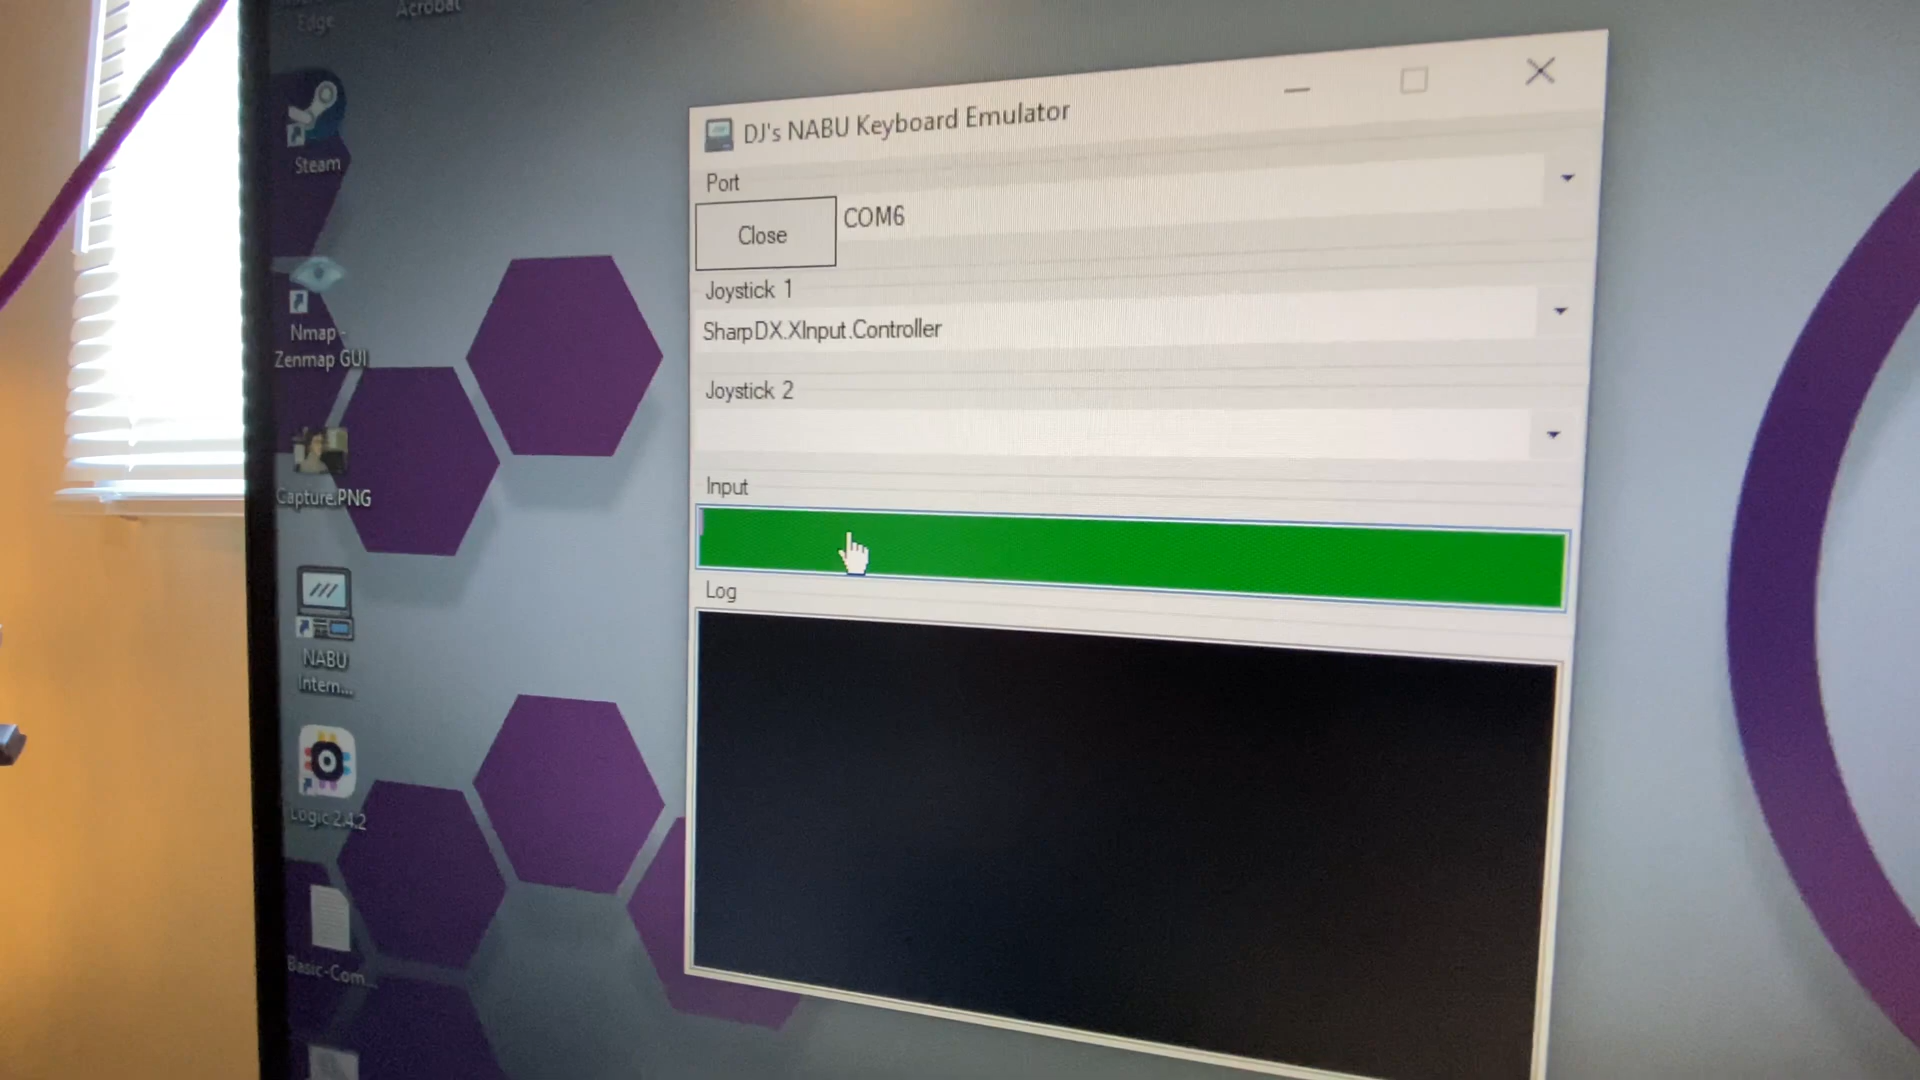 Edge
Acrobat
Steam
Nmap -
Zenmap GUI
Capture.PNG
NABU
Intern...
Logic 2.4.2
Basic-Com...
DJ's NABU Keyboard Emulator
Port
Close
COM6
Joystick 1
SharpDX.XInput.Controller
Joystick 2
Input
Log